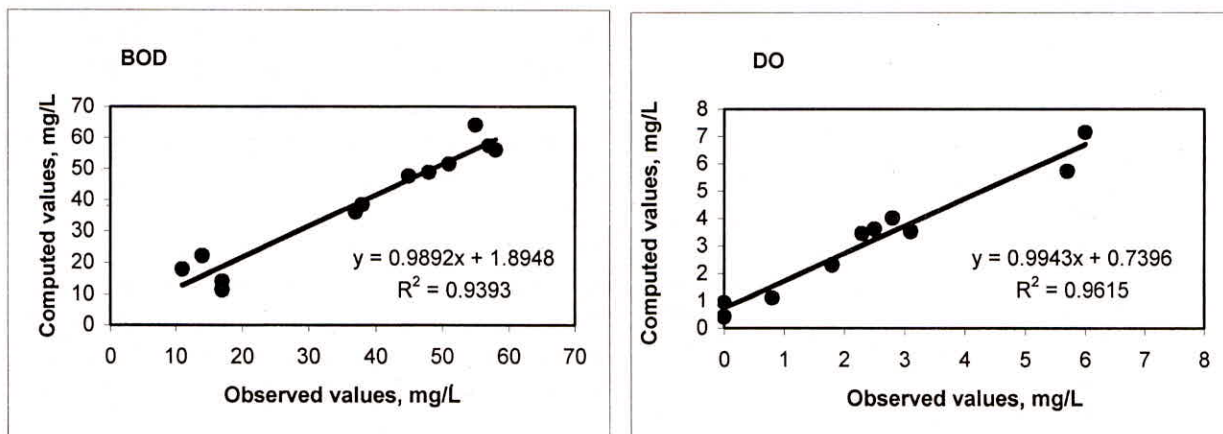 BOD
Computed values, mg/L
70
60
50
40
30
20
10
0
y = 0.9892x + 1.8948
R² = 0.9393
0 10 20 30 40 50 60 70
Observed values, mg/L
DO
Computed values, mg/L
8
7
6
5
4
3
2
1
0
y = 0.9943x + 0.7396
R² = 0.9615
0 1 2 3 4 5 6 7 8
Observed values, mg/L